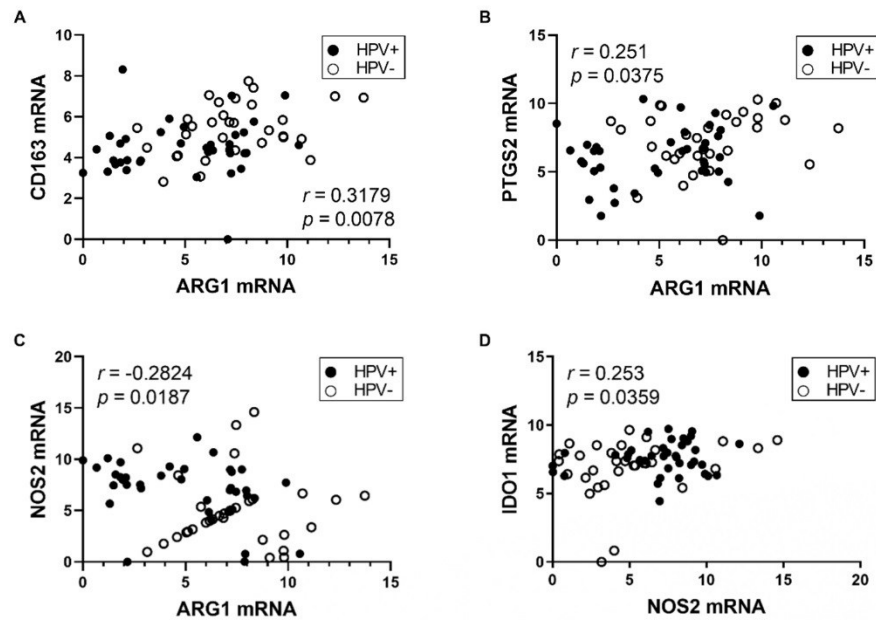 A
CD163 mRNA
10
8
6
4
2
0
0 5 10 15
ARG1 mRNA
HPV+
HPV-
r = 0.3179
p = 0.0078
B
PTGS2 mRNA
15
10
5
0
0 5 10 15
ARG1 mRNA
r = 0.251
p = 0.0375
HPV+
HPV-
C
NOS2 mRNA
20
15
10
5
0
0 5 10 15
ARG1 mRNA
r = -0.2824
p = 0.0187
HPV+
HPV-
D
IDO1 mRNA
15
10
5
0
0 5 10 15 20
NOS2 mRNA
r = 0.253
p = 0.0359
HPV+
HPV-